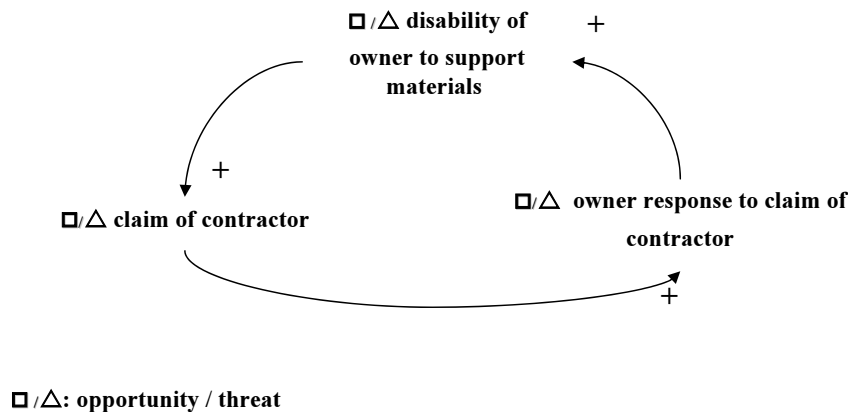 □/△ disability of +
owner to support
materials
+
□/△ claim of contractor
□/△ owner response to claim of
contractor
+
□/△: opportunity / threat